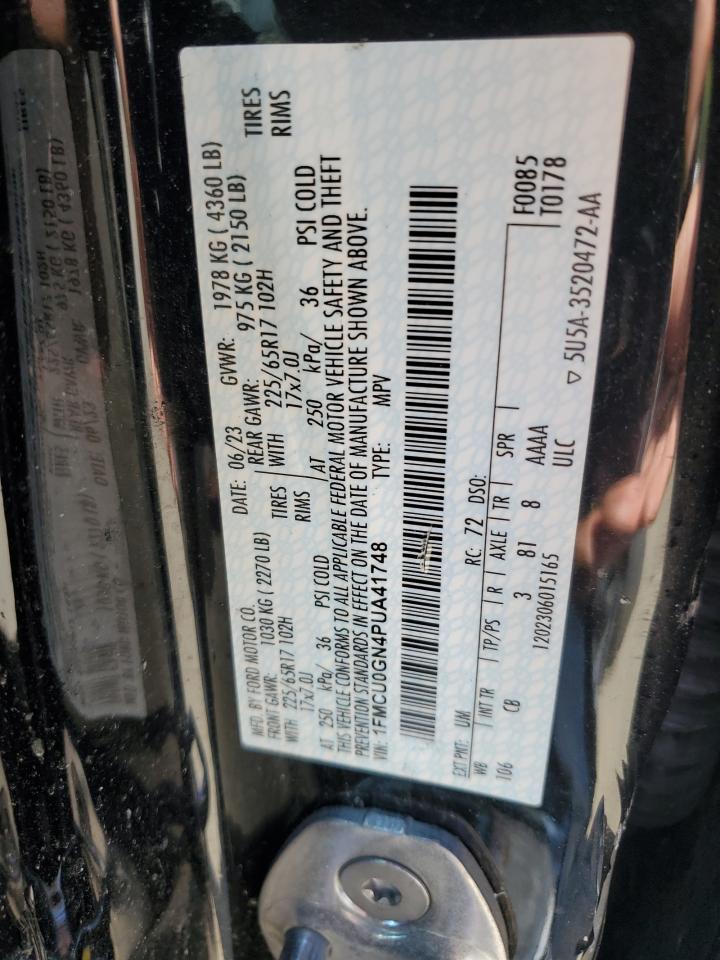 MFD. BY FORD MOTOR CO.
DATE: 06/23 GVWR: 1978 KG ( 4360 LB)
FRONT GAWR: 1030 KG ( 2270 LB) REAR GAWR: 975 KG ( 2150 LB)
WITH 225/65R17 102H TIRES WITH 225/65R17 102H TIRES
17x7.0J RIMS 17x7.0J RIMS
AT 250 kPa/ 36 PSI COLD AT 250 kPa/ 36 PSI COLD
THIS VEHICLE CONFORMS TO ALL APPLICABLE FEDERAL MOTOR VEHICLE SAFETY AND THEFT
PREVENTION STANDARDS IN EFFECT ON THE DATE OF MANUFACTURE SHOWN ABOVE.
VIN: 1FMCU0GN4PUA41748 TYPE: MPV
EXT PNT: UM RC: 72 DSO: F0085
T0178
WB INT TR TP/PS R AXLE TR SPR
106 CB 3 81 8 AAAA
1202306015165 ULC
▽ 5U5A-3520472-AA